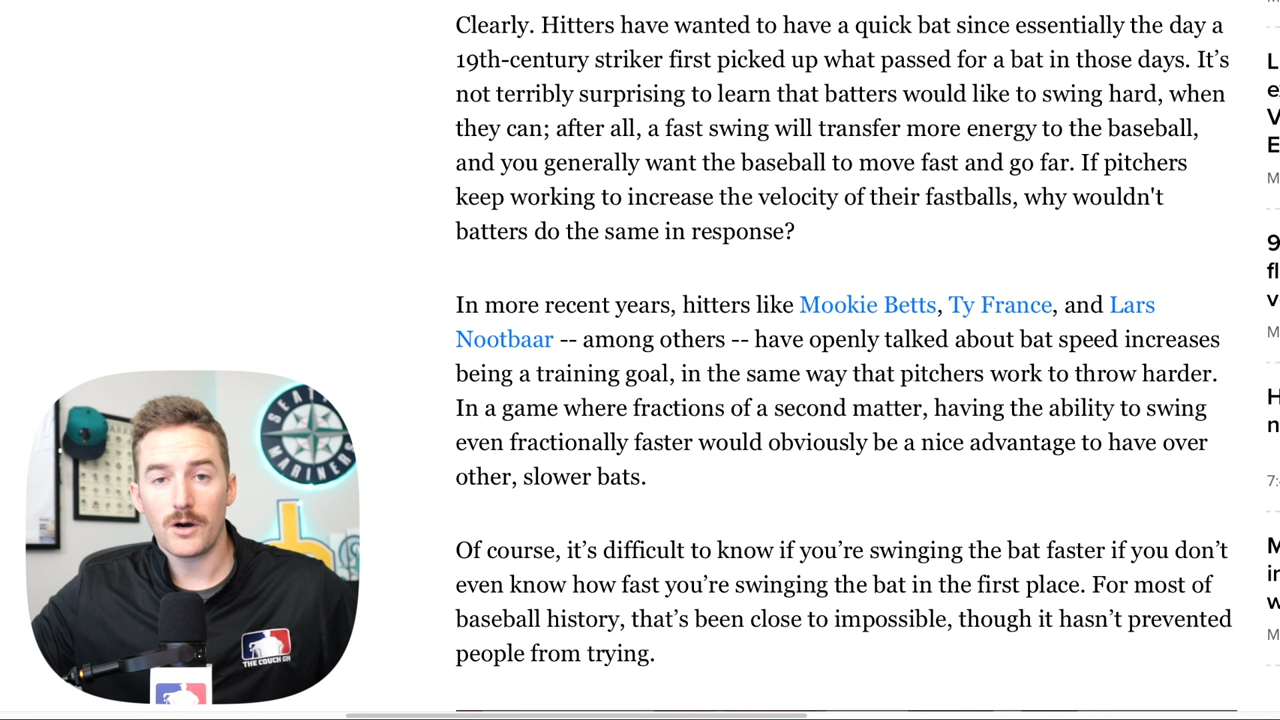 Clearly. Hitters have wanted to have a quick bat since essentially the day a
19th-century striker first picked up what passed for a bat in those days. It’s
not terribly surprising to learn that batters would like to swing hard, when
they can; after all, a fast swing will transfer more energy to the baseball,
and you generally want the baseball to move fast and go far. If pitchers
keep working to increase the velocity of their fastballs, why wouldn't
batters do the same in response?
In more recent years, hitters like Mookie Betts, Ty France, and Lars
Nootbaar -- among others -- have openly talked about bat speed increases
being a training goal, in the same way that pitchers work to throw harder.
In a game where fractions of a second matter, having the ability to swing
even fractionally faster would obviously be a nice advantage to have over
other, slower bats.
Of course, it’s difficult to know if you’re swinging the bat faster if you don’t
even know how fast you’re swinging the bat in the first place. For most of
baseball history, that’s been close to impossible, though it hasn’t prevented
people from trying.
THE COUCH GM